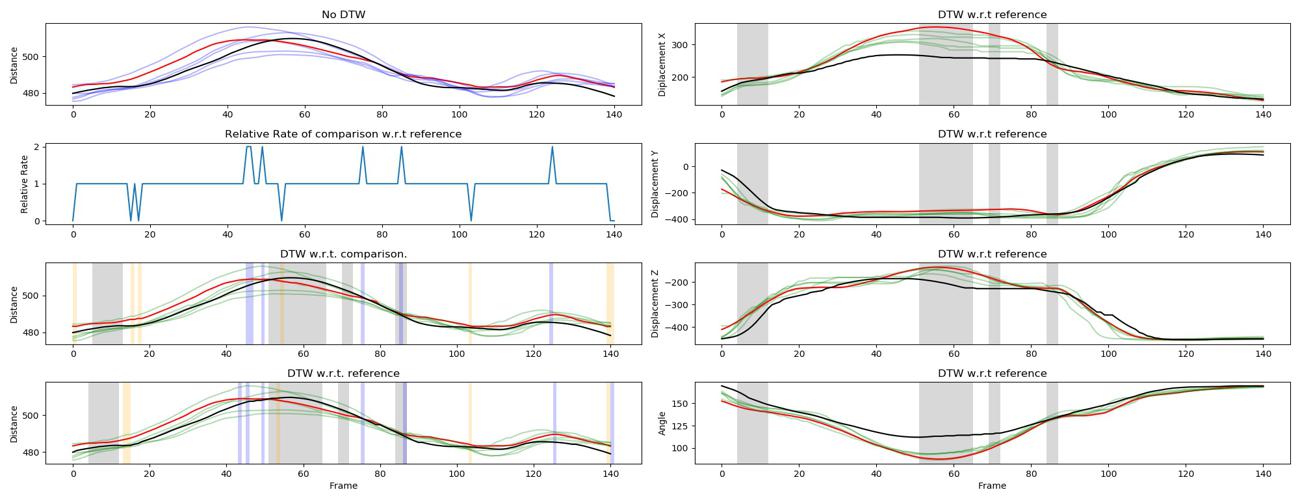 No DTW
Distance
500
480
0 20 40 60 80 100 120 140
Relative Rate of comparison w.r.t reference
Relative Rate
2
1
0
0 20 40 60 80 100 120 140
DTW w.r.t. comparison.
Distance
500
480
0 20 40 60 80 100 120 140
DTW w.r.t. reference
Distance
500
480
0 20 40 60 80 100 120 140
Frame
DTW w.r.t reference
Diplacement X
300
200
0 20 40 60 80 100 120 140
DTW w.r.t reference
Displacement Y
0
−200
−400
0 20 40 60 80 100 120 140
DTW w.r.t reference
Displacement Z
−200
−300
−400
0 20 40 60 80 100 120 140
DTW w.r.t reference
Angle
150
125
100
0 20 40 60 80 100 120 140
Frame